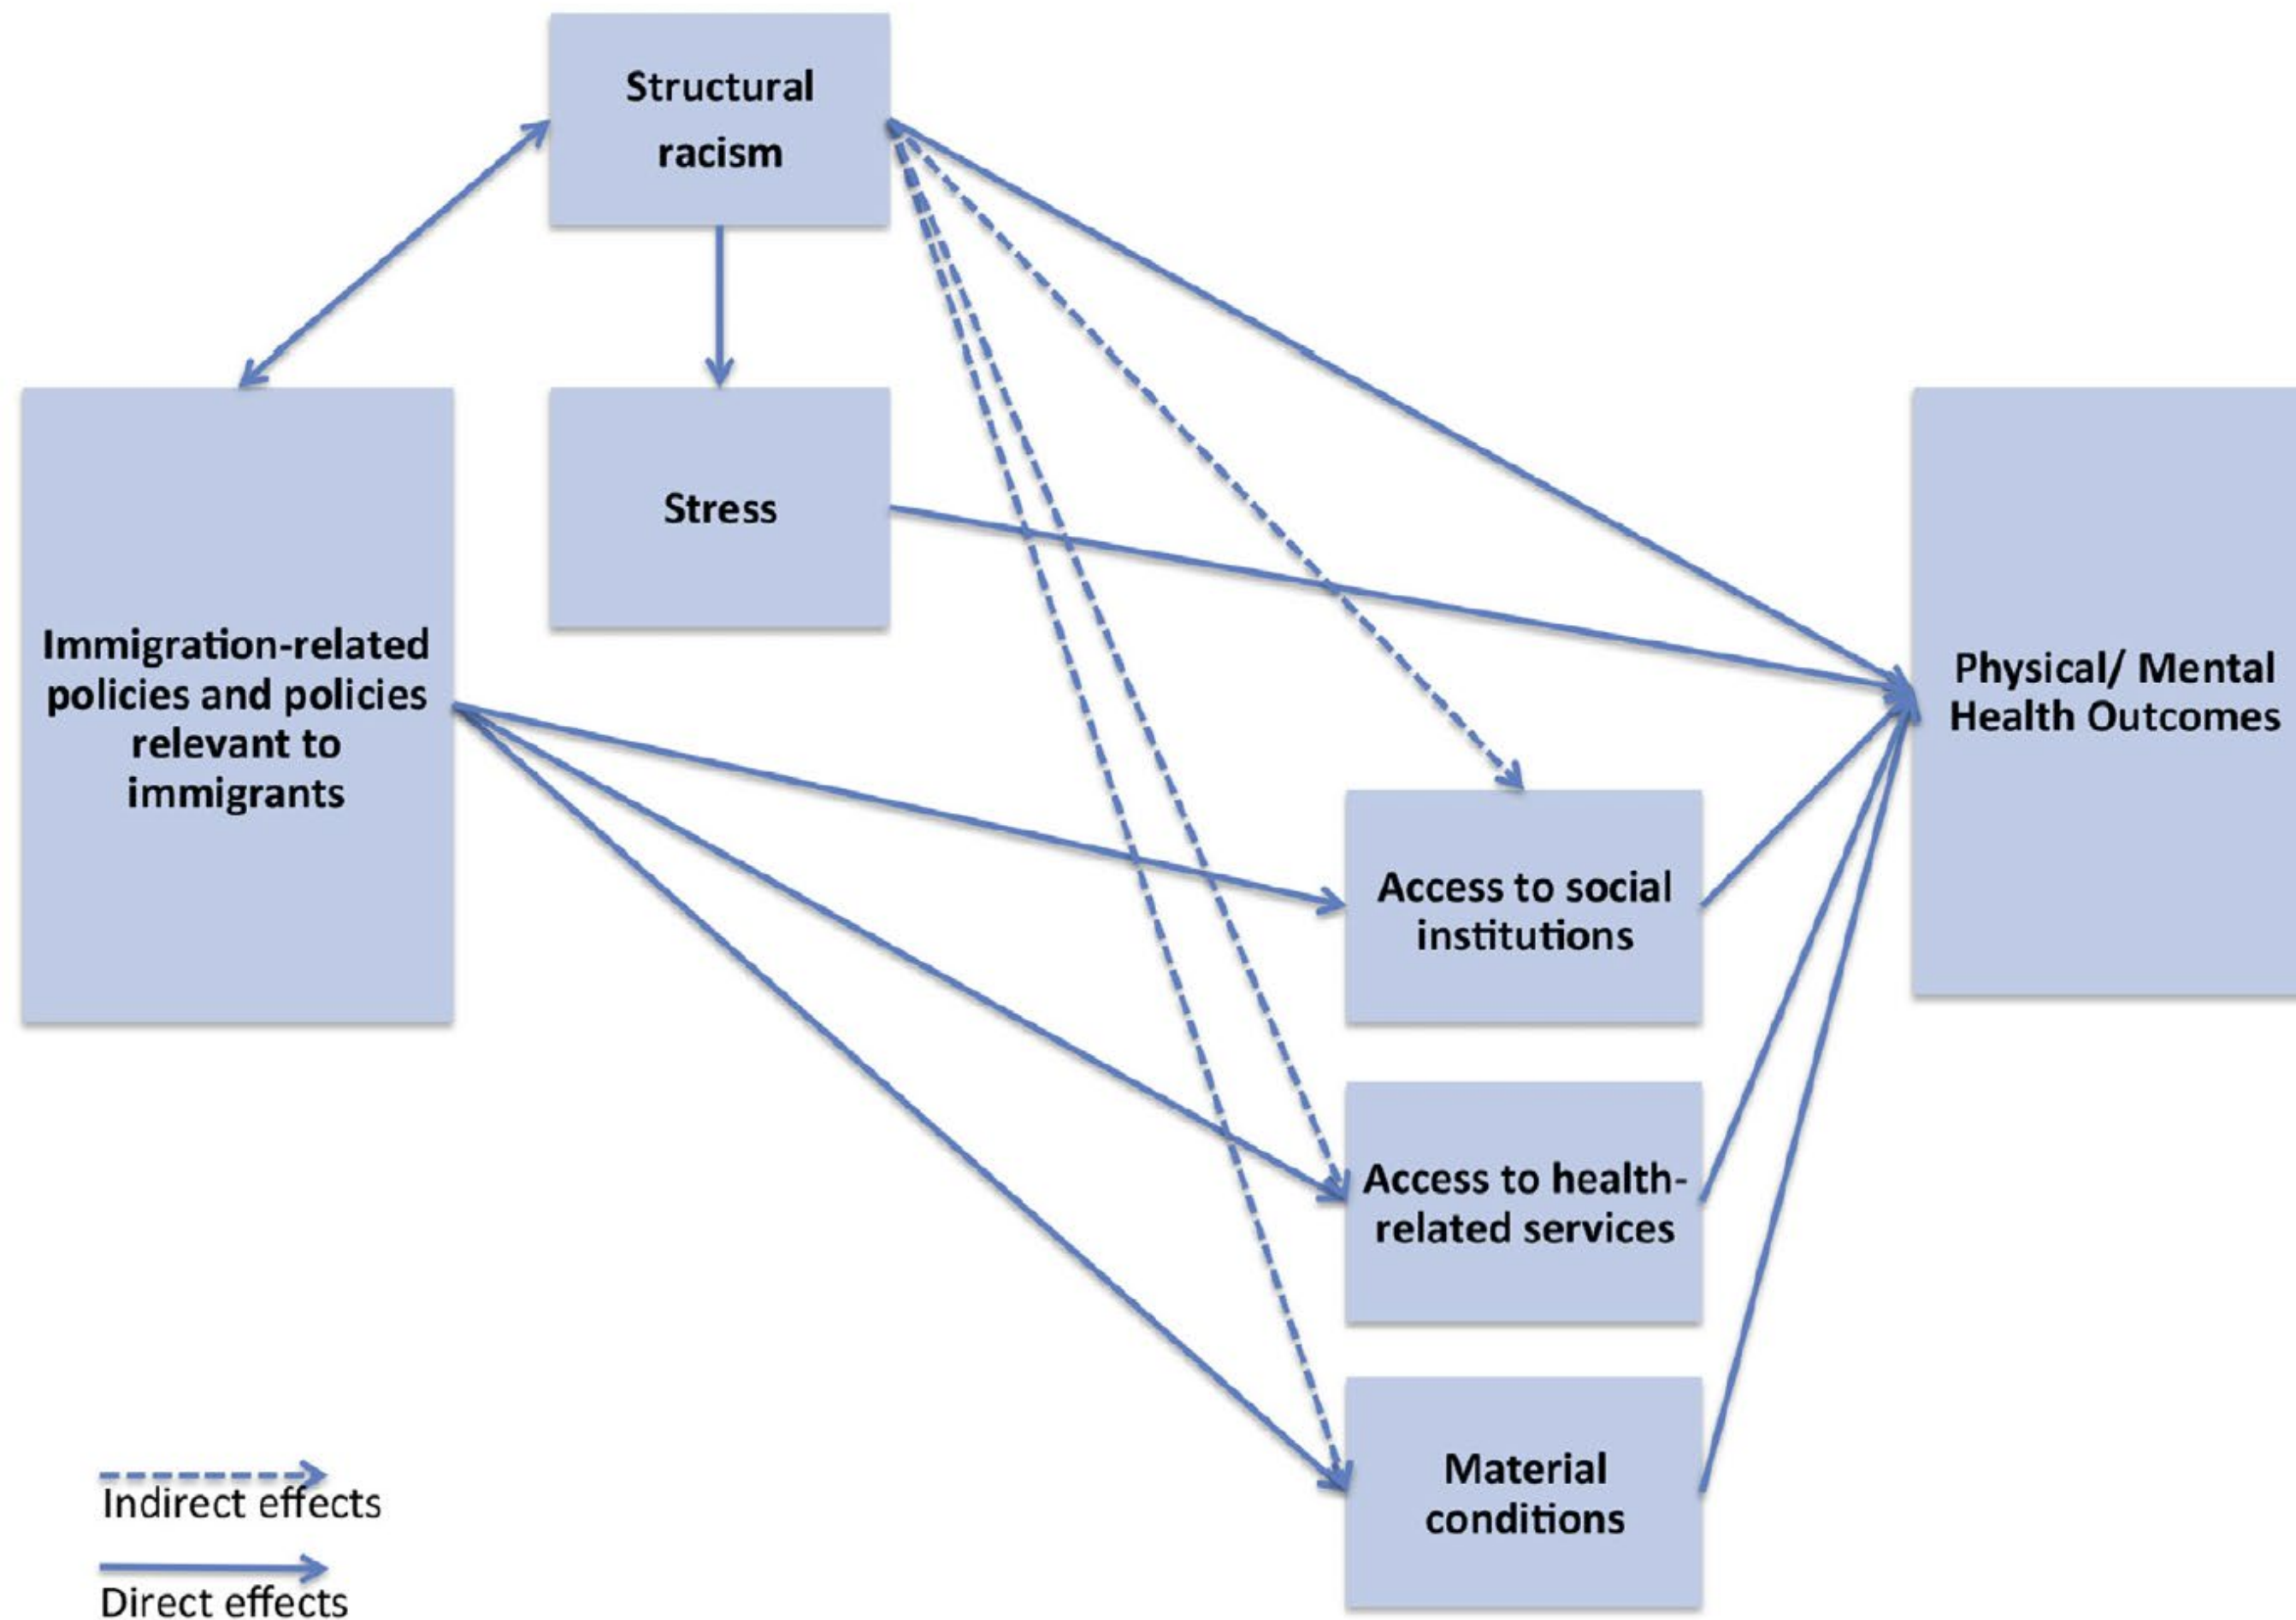 Structural
racism
Stress
Immigration-related
policies and policies
relevant to
immigrants
Physical/ Mental
Health Outcomes
Access to social
institutions
Access to health-
related services
Material
conditions
Indirect effects
Direct effects